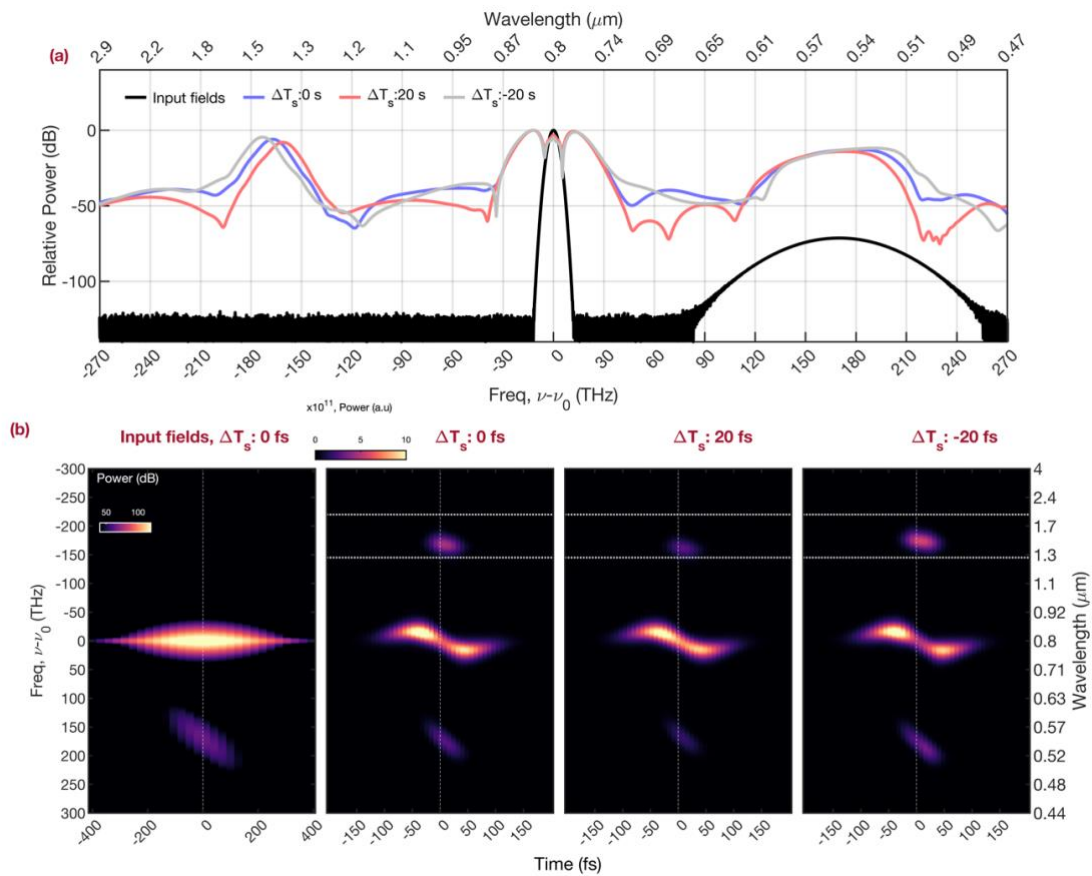 Wavelength (μm)
2.9 2.2 1.8 1.5 1.3 1.2 1.1 0.95 0.87 0.8 0.74 0.69 0.65 0.61 0.57 0.54 0.51 0.49 0.47
(a)
Input fields ΔTs:0 s ΔTs:20 s ΔTs:-20 s
Relative Power (dB)
0
-50
-100
-270 -240 -210 -180 -150 -120 -90 -60 -30 0 30 60 90 120 150 180 210 240 270
Freq, ν-ν0 (THz)
x10^11, Power (a.u)
0 5 10
(b)
Input fields, ΔTs: 0 fs
ΔTs: 0 fs
ΔTs: 20 fs
ΔTs: -20 fs
Power (dB)
50 100
Freq, ν-ν0 (THz)
-300
-250
-200
-150
-100
-50
0
50
100
150
200
250
300
4
2.4
1.7
1.3
1.1
0.92
0.8
0.71
0.63
0.57
0.52
0.48
0.44
Wavelength (μm)
-400 -200 0 200 400
-150 -100 -50 0 50 100 150
-150 -100 -50 0 50 100 150
-150 -100 -50 0 50 100 150
Time (fs)